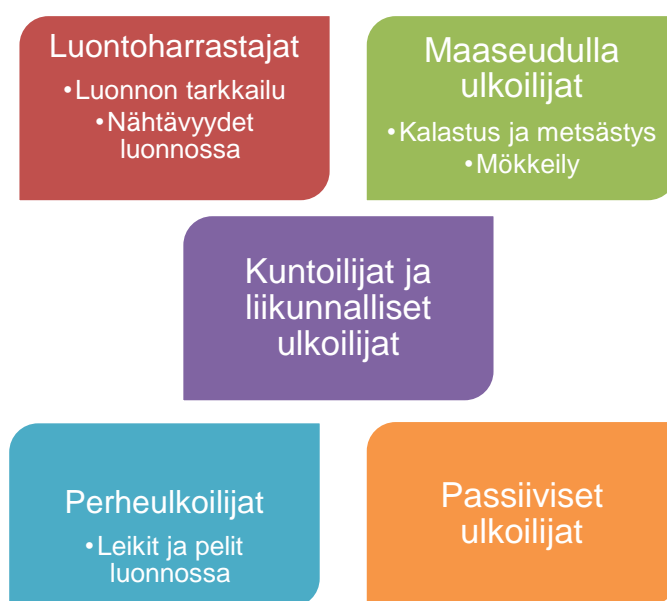 Luontoharrastajat
•Luonnon tarkkailu
•Nähtävyydet
luonnossa
Maaseudulla
ulkoilijat
•Kalastus ja metsästys
•Mökkeily
Kuntoilijat ja
liikunnalliset
ulkoilijat
Perheulkoilijat
•Leikit ja pelit
luonnossa
Passiiviset
ulkoilijat